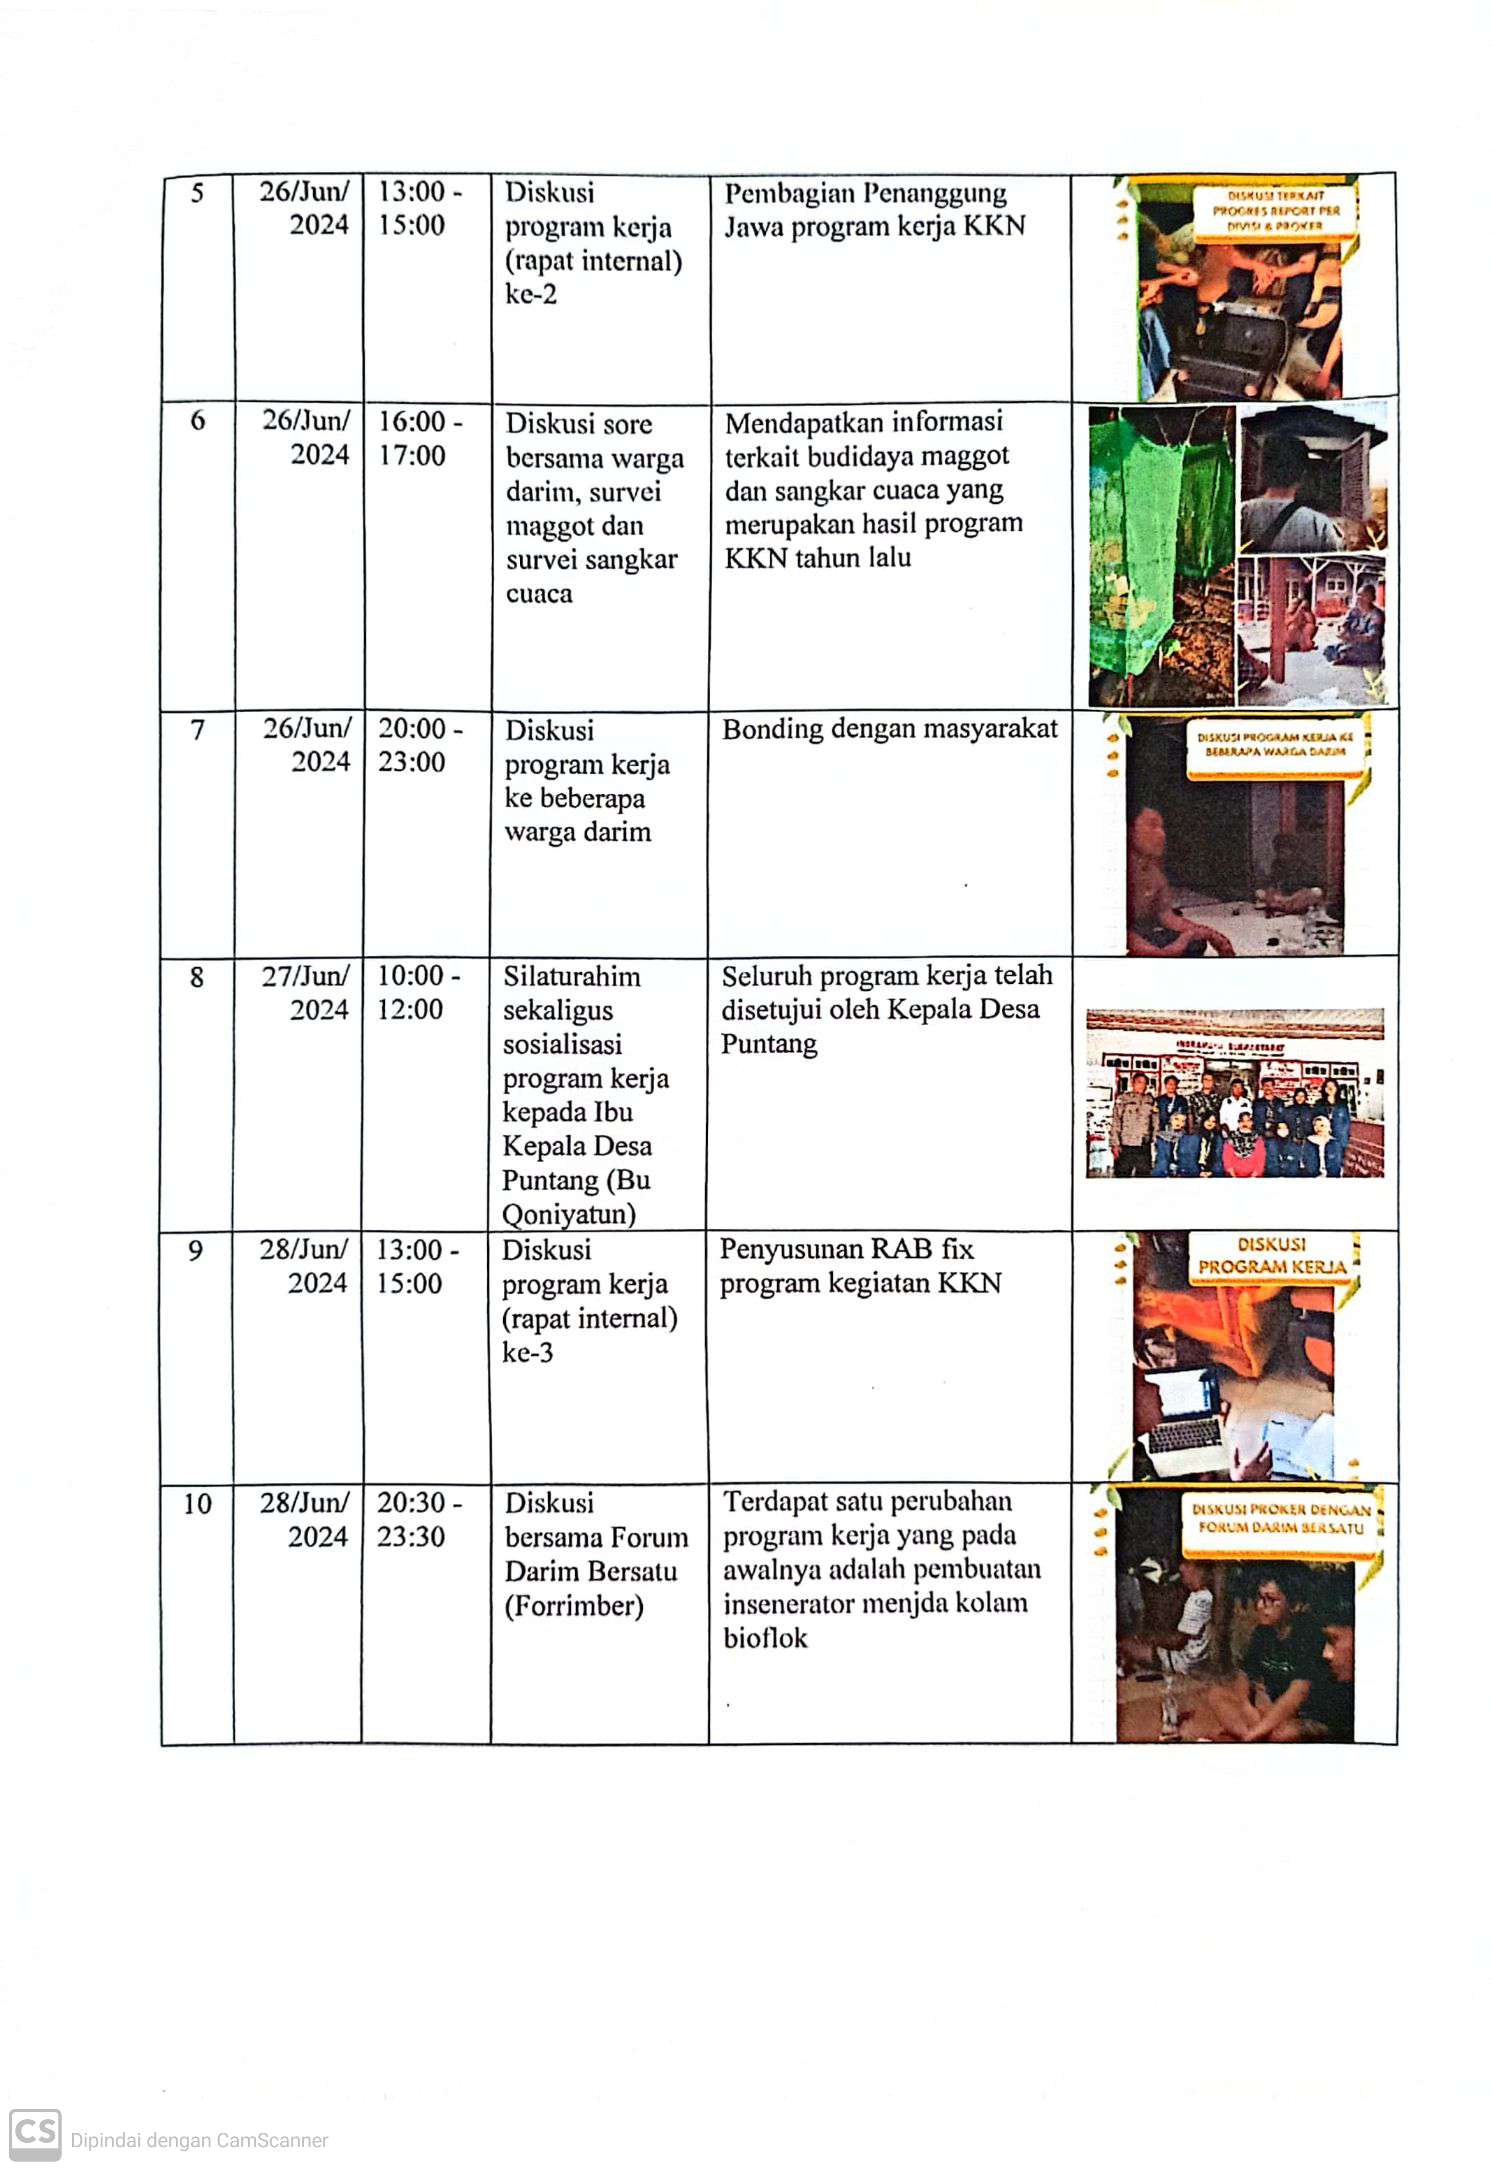 5
26/Jun/
2024
13:00 -
15:00
Diskusi
program kerja
(rapat internal)
ke-2
Pembagian Penanggung
Jawa program kerja KKN
DISKUSI TERKAIT
PROGRES REPORT PER
DIVISI & PROKER
6
26/Jun/
2024
16:00 -
17:00
Diskusi sore
bersama warga
darim, survei
maggot dan
survei sangkar
cuaca
Mendapatkan informasi
terkait budidaya maggot
dan sangkar cuaca yang
merupakan hasil program
KKN tahun lalu
7
26/Jun/
2024
20:00 -
23:00
Diskusi
program kerja
ke beberapa
warga darim
Bonding dengan masyarakat
DISKUSI PROGRAM KERJA KE
BEBERAPA WARGA DARIM
8
27/Jun/
2024
10:00 -
12:00
Silaturahim
sekaligus
sosialisasi
program kerja
kepada Ibu
Kepala Desa
Puntang (Bu
Qoniyatun)
Seluruh program kerja telah
disetujui oleh Kepala Desa
Puntang
9
28/Jun/
2024
13:00 -
15:00
Diskusi
program kerja
(rapat internal)
ke-3
Penyusunan RAB fix
program kegiatan KKN
DISKUSI
PROGRAM KERJA
10
28/Jun/
2024
20:30 -
23:30
Diskusi
bersama Forum
Darim Bersatu
(Forrimber)
Terdapat satu perubahan
program kerja yang pada
awalnya adalah pembuatan
insenerator menjda kolam
bioflok
DISKUSI PROKER DENGAN
FORUM DARIM BERSATU
CS
Dipindai dengan CamScanner